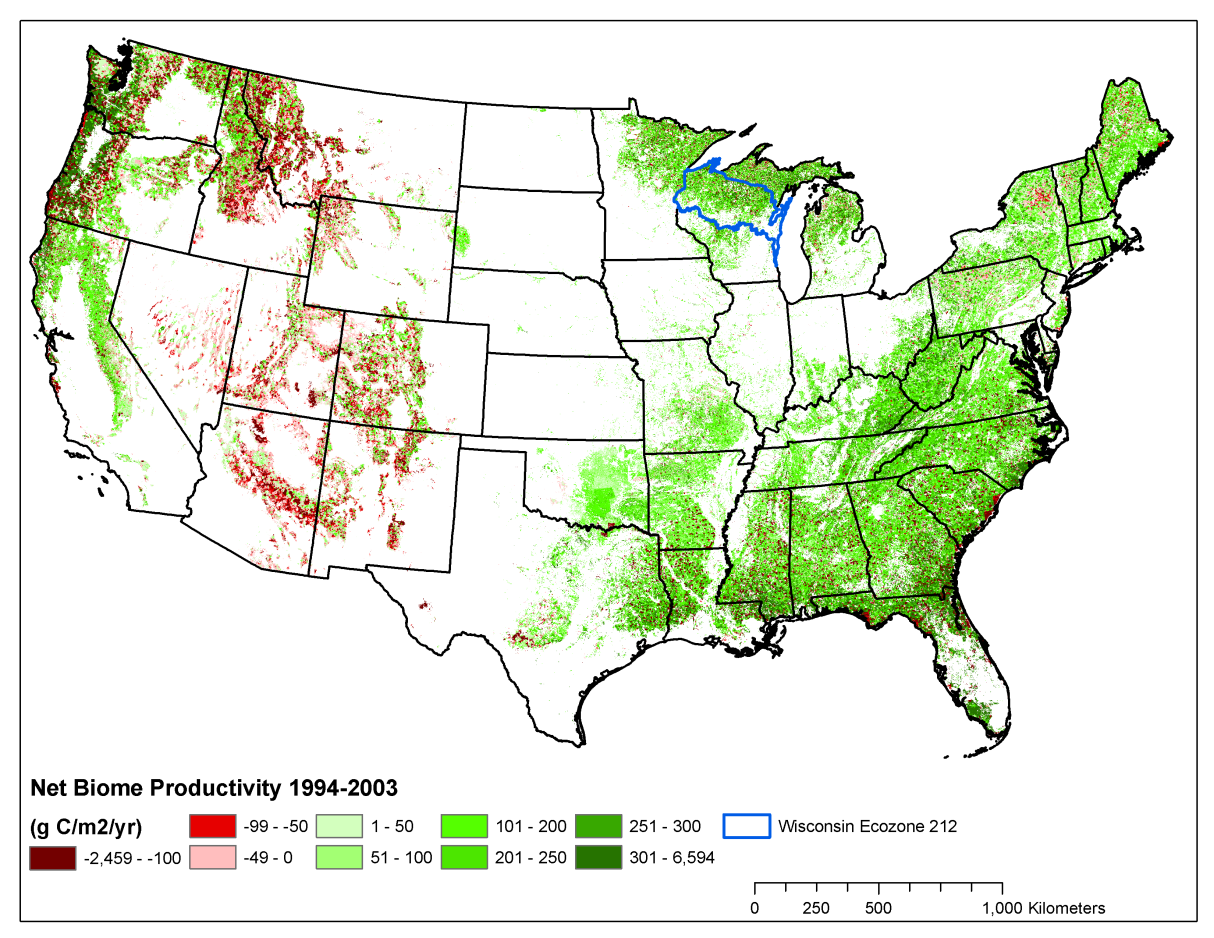 Net Biome Productivity 1994-2003
(g C/m2/yr) -99 - -50 1 - 50 101 - 200 251 - 300 Wisconsin Ecozone 212
-2,459 - -100 -49 - 0 51 - 100 201 - 250 301 - 6,594
0 250 500 1,000 Kilometers